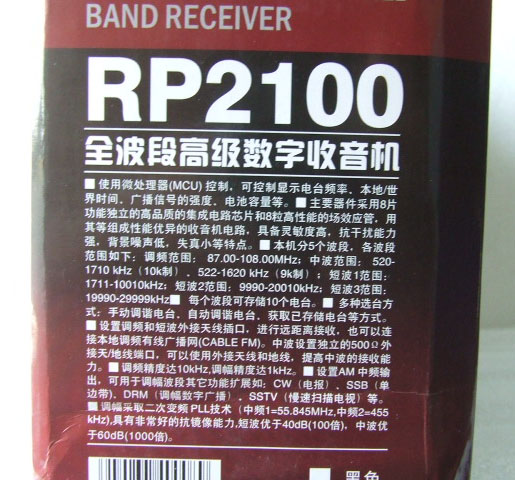 BAND RECEIVER
RP2100
全波段高级数字收音机
■ 使用微处理器(MCU) 控制，可控制显示电台频率、本地/世
界时间、广播信号的强度、电池容量等。■ 主要器件采用8片
功能独立的高品质的集成电路芯片和8粒高性能的场效应管，用
其等组成性能优异的收音机电路，具备灵敏度高，抗干扰能力
强，背景噪声低，失真小等特点。■ 本机分5个波段，各波段
范围如下：调频范围： 87.00-108.00MHz；中波范围： 520-
1710 kHz（10k制）、522-1620 kHz（9k制）；短波1范围：
1711-10010kHz；短波2范围：9990-20010kHz；短波3范围：
19990-29999kHz ■ 每个波段可存储10个电台。■ 多种选台方
式：手动调谐电台、自动调谐电台、获取已存储电台等方式。
■设置调频和短波外接天线插口，进行远距离接收，也可以连
接本地调频有线广播网(CABLE FM)。中波设置独立的500Ω外
接天/地线端口，可以使用外接天线和地线，提高中波的接收能
力。■ 调频精度达10kHz,调幅精度达1kHz。■ 设置AM 中频输
出，可用于调幅波段其它功能扩展如：CW（电报）、SSB（单
边带)、DRM（调幅数字广播）、SSTV（慢速扫描电视）等。
■ 调幅采取二次变频 PLL技术（中频1=55.845MHz,中频2=455
kHz),具有非常好的抗镜像能力,短波优于40dB(100倍)，中波优
于60dB(1000倍)。